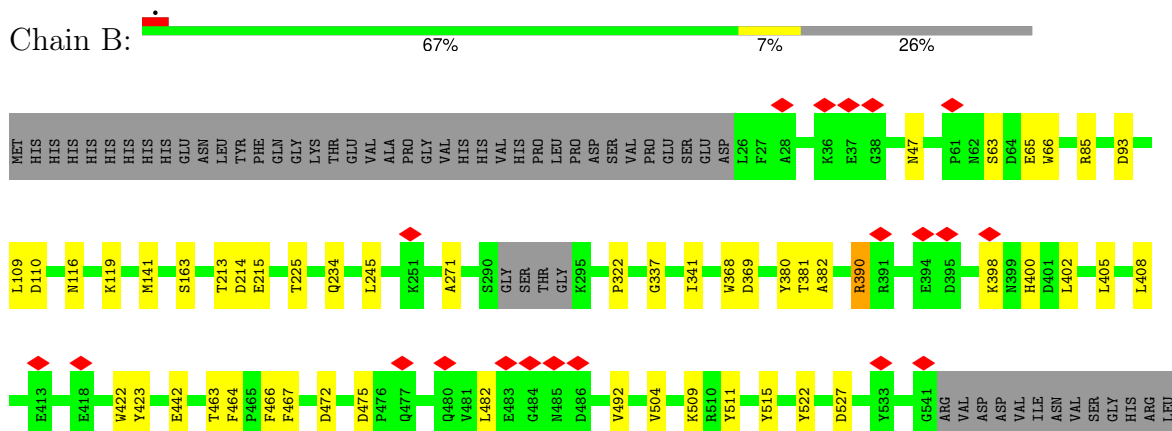 Chain B:
67% 7% 26%
MET HIS HIS HIS HIS HIS HIS HIS HIS GLU ASN LEU TYR PHE GLN GLY LYS THR GLU VAL ALA PRO GLY VAL HIS HIS VAL HIS PRO LEU PRO ASP SER VAL PRO GLU SER GLU ASP L26 F27 A28 K36 E37 G38 N47 P61 N62 S63 D64 E65 W66 R85 D93
L109 D110 N116 K119 M141 S163 T213 D214 E215 T225 Q234 L245 K251 A271 S290 GLY SER THR GLY K295 P322 G337 I341 W368 D369 Y380 T381 A382 R390 R391 E394 D395 K398 N399 H400 D401 L402 L405 L408
E413 E418 W422 Y423 E442 T463 F464 P465 F466 F467 D472 D475 P476 Q477 Q480 V481 L482 E483 G484 N485 D486 V492 V504 K509 R510 Y511 Y515 Y522 D527 Y533 G541 ARG VAL ASP ASP VAL ILE ASN VAL SER GLY HIS ARG LEU